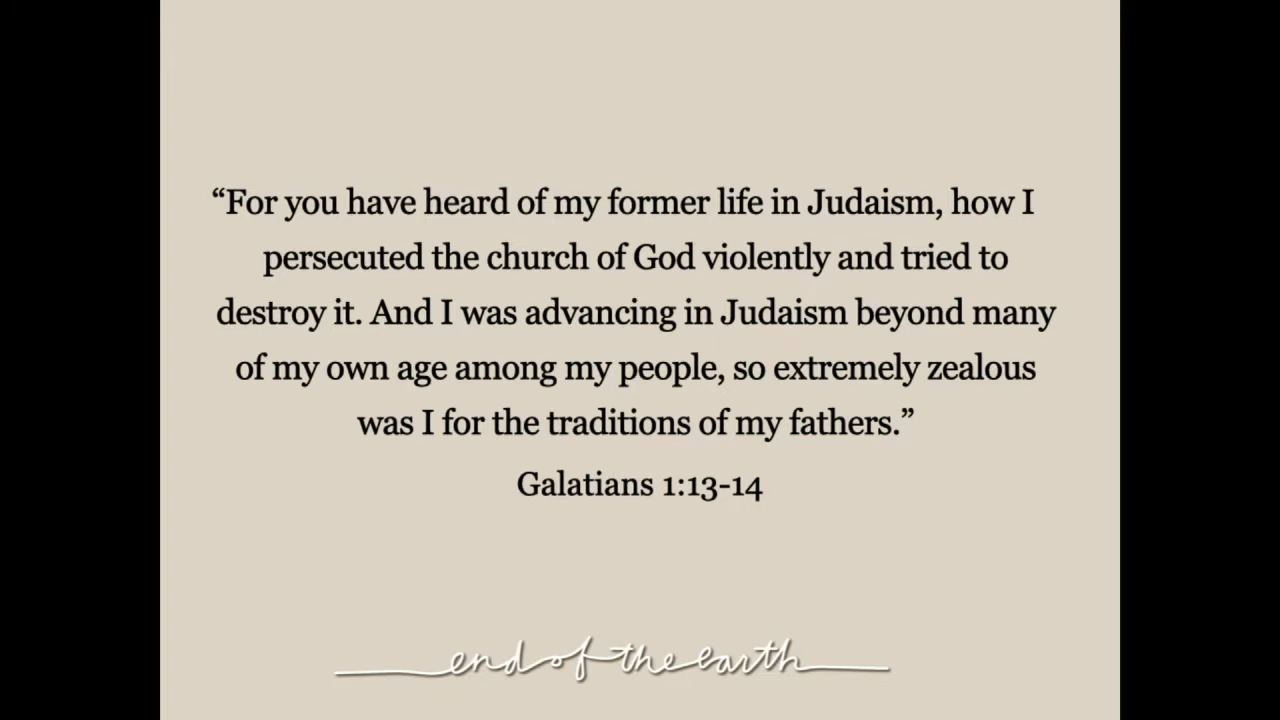 “For you have heard of my former life in Judaism, how I
persecuted the church of God violently and tried to
destroy it. And I was advancing in Judaism beyond many
of my own age among my people, so extremely zealous
was I for the traditions of my fathers.”
Galatians 1:13-14
end of the earth